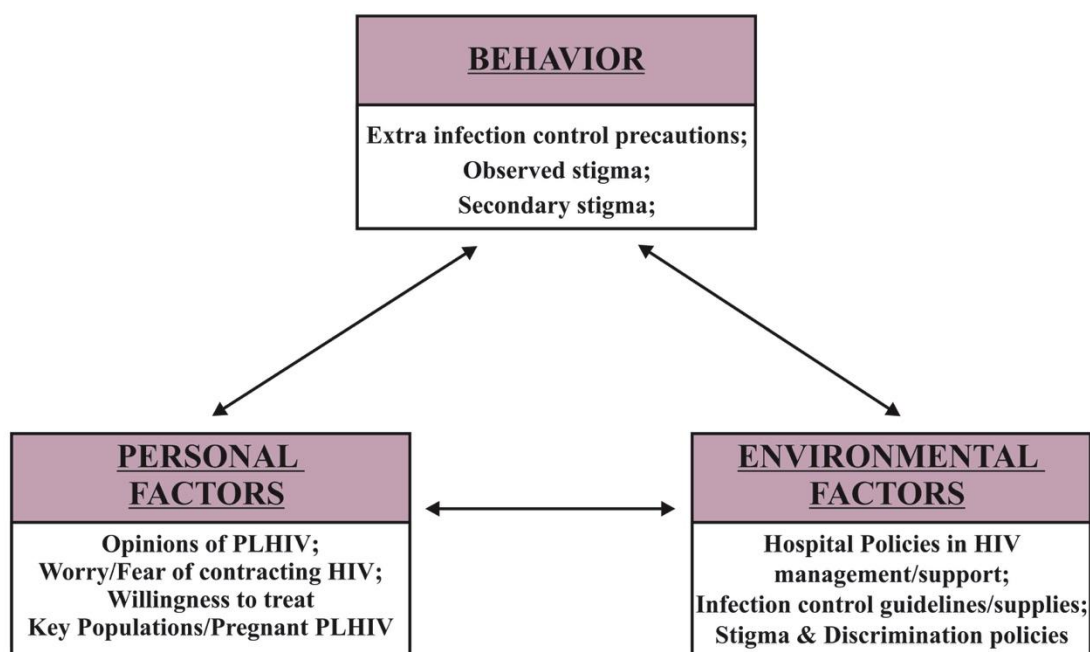 BEHAVIOR
Extra infection control precautions;
Observed stigma;
Secondary stigma;
PERSONAL
FACTORS
Opinions of PLHIV;
Worry/Fear of contracting HIV;
Willingness to treat
Key Populations/Pregnant PLHIV
ENVIRONMENTAL
FACTORS
Hospital Policies in HIV
management/support;
Infection control guidelines/supplies;
Stigma & Discrimination policies